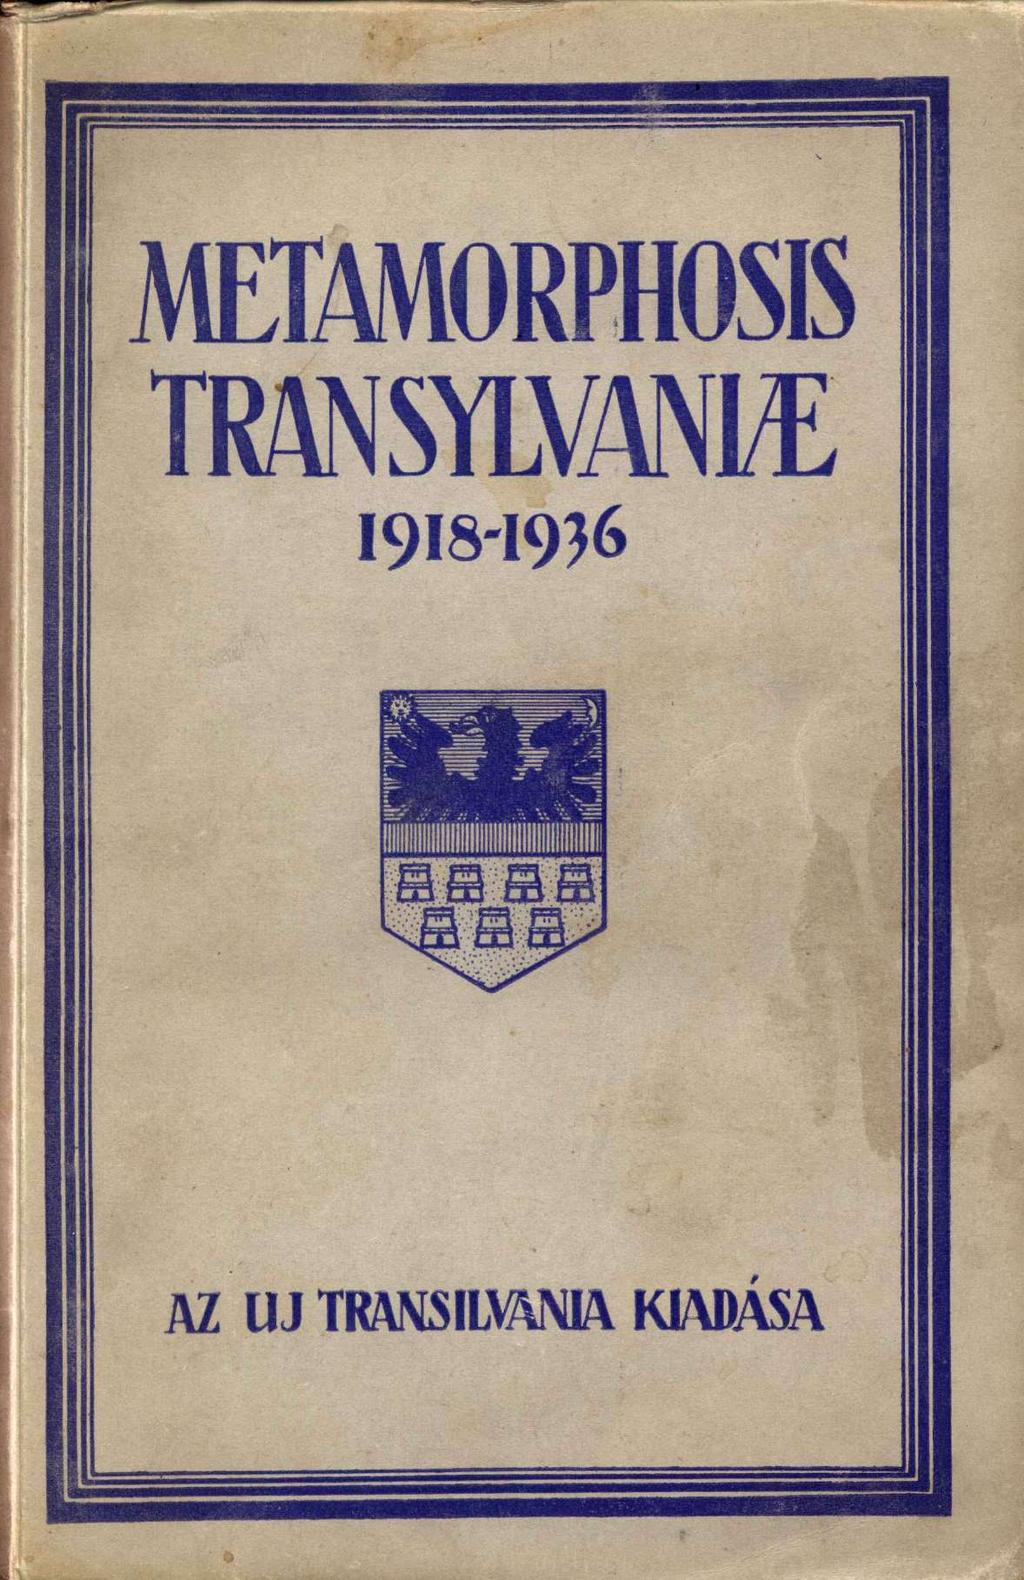 METAMORPHOSIS
TRANSYLVANIÆ
1918-1936
AZ UJ TRANSILVANIA KIADÁSA